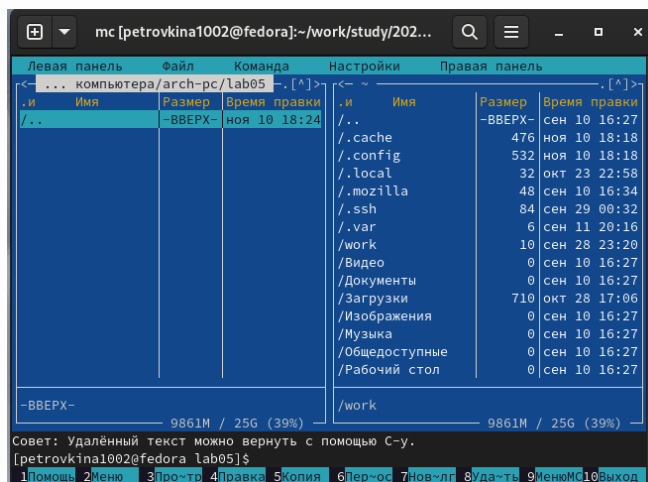 mc [petrovkina1002@fedora]:~/work/study/202...
Левая панель Файл Команда Настройки Правая панель
<— ... компьютера/arch-pc/lab05 —.[^]> <— ~ —.[^]>
.и Имя Размер Время правки .и Имя Размер Время правки
/.. -ВВЕРХ- ноя 10 18:24 /.. -ВВЕРХ- сен 10 16:27
/.cache 476 ноя 10 18:18
/.config 532 ноя 10 18:18
/.local 32 окт 23 22:58
/.mozilla 48 сен 10 16:34
/.ssh 84 сен 29 00:32
/.var 6 сен 11 20:16
/work 10 сен 28 23:20
/Видео 0 сен 10 16:27
/Документы 0 сен 10 16:27
/Загрузки 710 окт 28 17:06
/Изображения 0 сен 10 16:27
/Музыка 0 сен 10 16:27
/Общедоступные 0 сен 10 16:27
/Рабочий стол 0 сен 10 16:27
-ВВЕРХ- /work
9861M / 25G (39%) 9861M / 25G (39%)
Совет: Удалённый текст можно вернуть с помощью C-y.
[petrovkina1002@fedora lab05]$
1Помощь 2Меню 3Про~тр 4Правка 5Копия 6Пер~ос 7Нов~лг 8Уда~ть 9МенюMC 10Выход